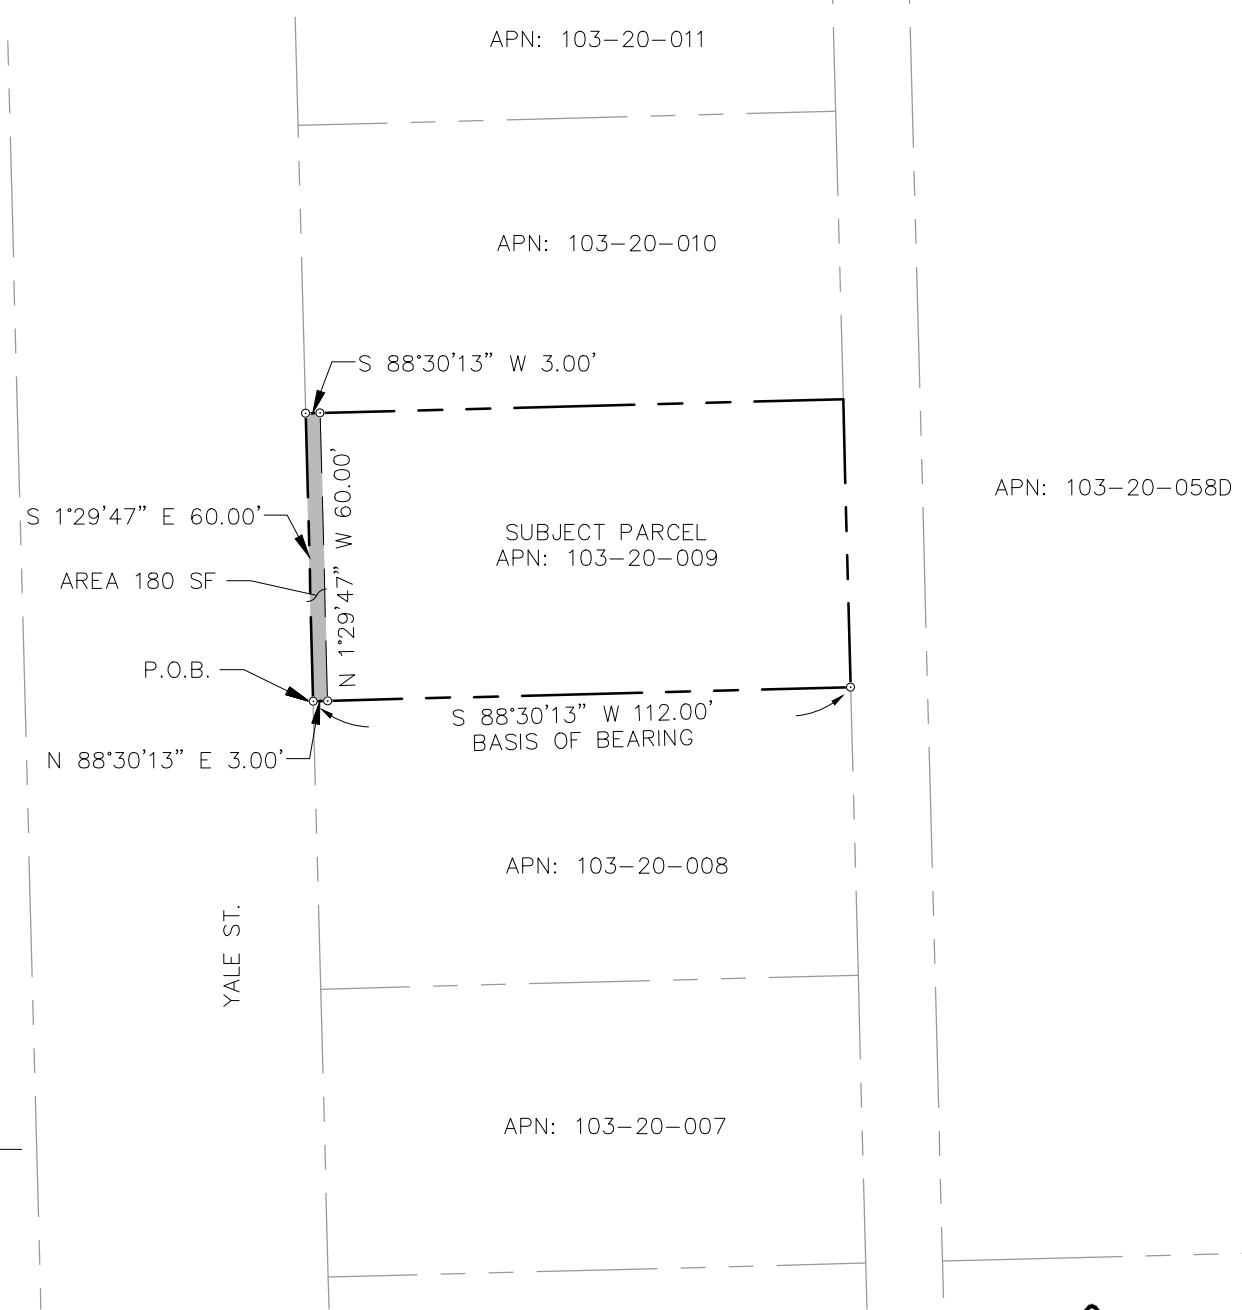 APN: 103-20-011
APN: 103-20-010
S 88°30'13" W 3.00'
N 1°29'47" W 60.00'
APN: 103-20-058D
S 1°29'47" E 60.00'
SUBJECT PARCEL
APN: 103-20-009
AREA 180 SF
P.O.B.
S 88°30'13" W 112.00'
BASIS OF BEARING
N 88°30'13" E 3.00'
APN: 103-20-008
YALE ST.
APN: 103-20-007